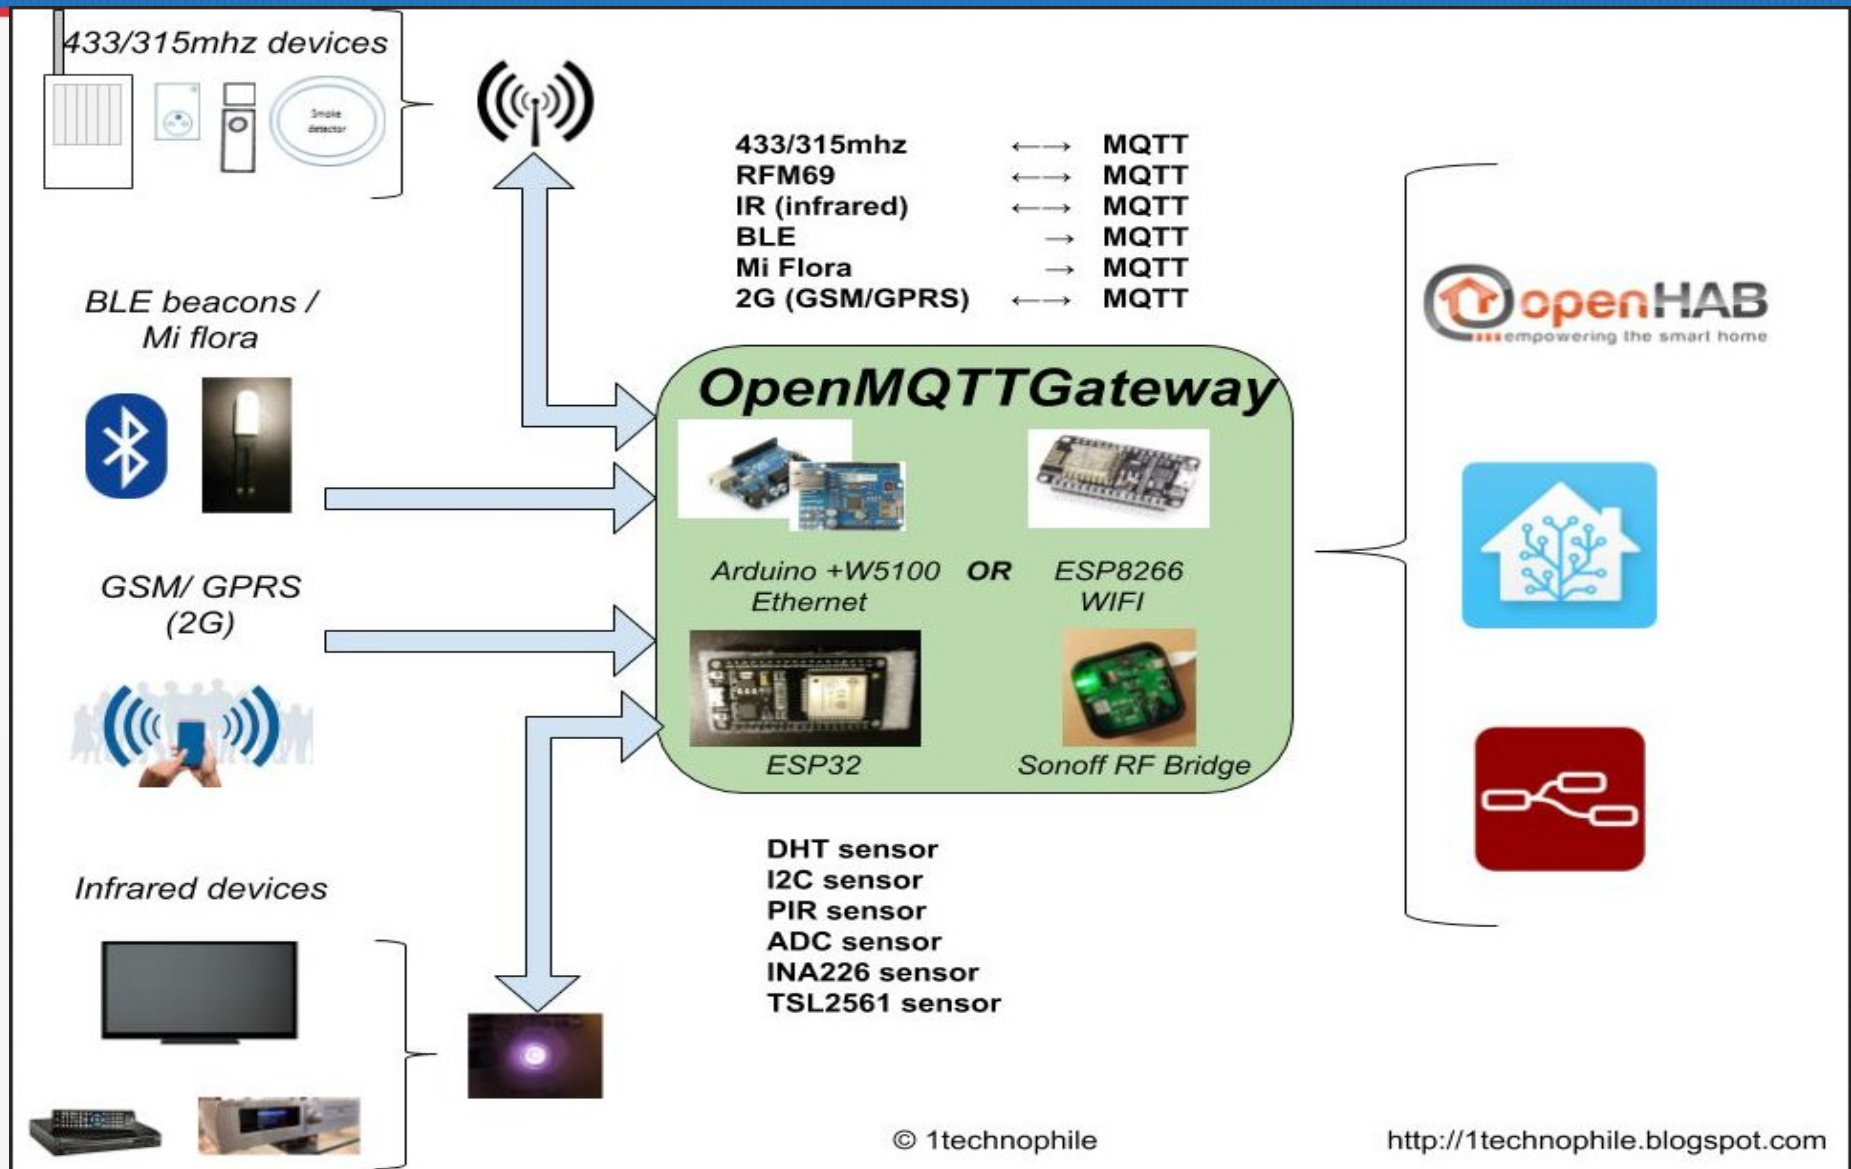 433/315mhz devices
Smoke
detector
433/315mhz ←→ MQTT
RFM69 ←→ MQTT
IR (infrared) ←→ MQTT
BLE → MQTT
Mi Flora → MQTT
2G (GSM/GPRS) ←→ MQTT
BLE beacons /
Mi flora
openHAB
empowering the smart home
OpenMQTTGateway
Arduino +W5100 OR ESP8266
Ethernet WIFI
GSM/ GPRS
(2G)
ESP32 Sonoff RF Bridge
Infrared devices
DHT sensor
I2C sensor
PIR sensor
ADC sensor
INA226 sensor
TSL2561 sensor
© 1technophile
http://1technophile.blogspot.com